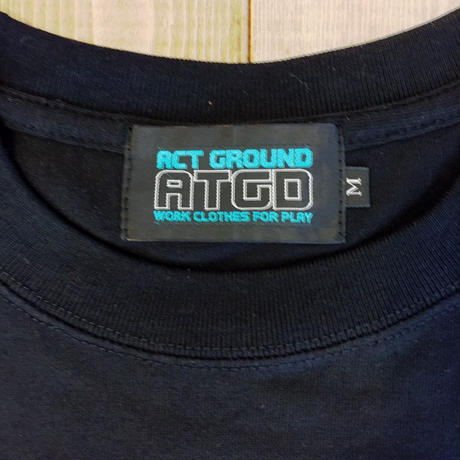 ACT GROUND
ATGD
WORK CLOTHES FOR PLAY
M